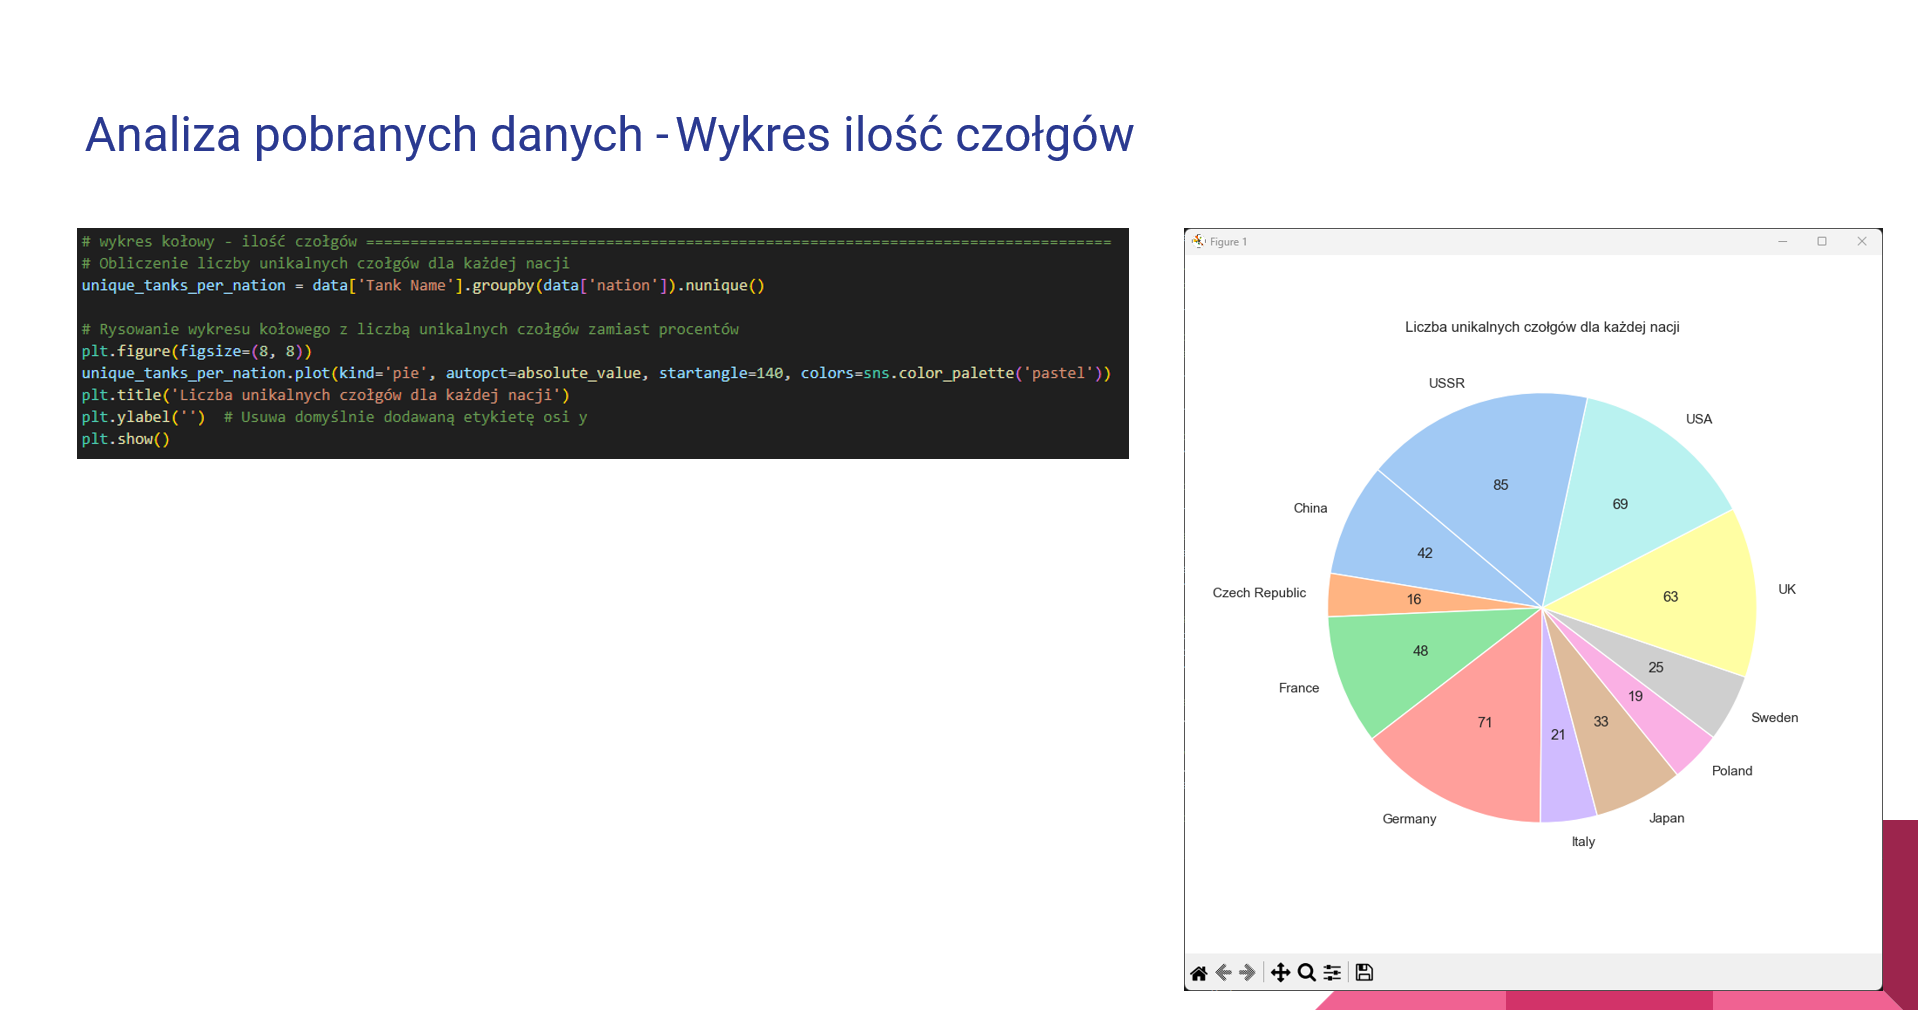 Analiza pobranych danych - Wykres ilość czołgów
# wykres kołowy - ilość czołgów ====================================================================================
# Obliczenie liczby unikalnych czołgów dla każdej nacji
unique_tanks_per_nation = data['Tank Name'].groupby(data['nation']).nunique()
# Rysowanie wykresu kołowego z liczbą unikalnych czołgów zamiast procentów
plt.figure(figsize=(8, 8))
unique_tanks_per_nation.plot(kind='pie', autopct=absolute_value, startangle=140, colors=sns.color_palette('pastel'))
plt.title('Liczba unikalnych czołgów dla każdej nacji')
plt.ylabel('')  # Usuwa domyślnie dodawaną etykietę osi y
plt.show()
Figure 1
Liczba unikalnych czołgów dla każdej nacji
USSR
USA
85
69
China
42
Czech Republic
16
UK
63
48
25
France
19
Sweden
71
21
33
Poland
Germany
Japan
Italy